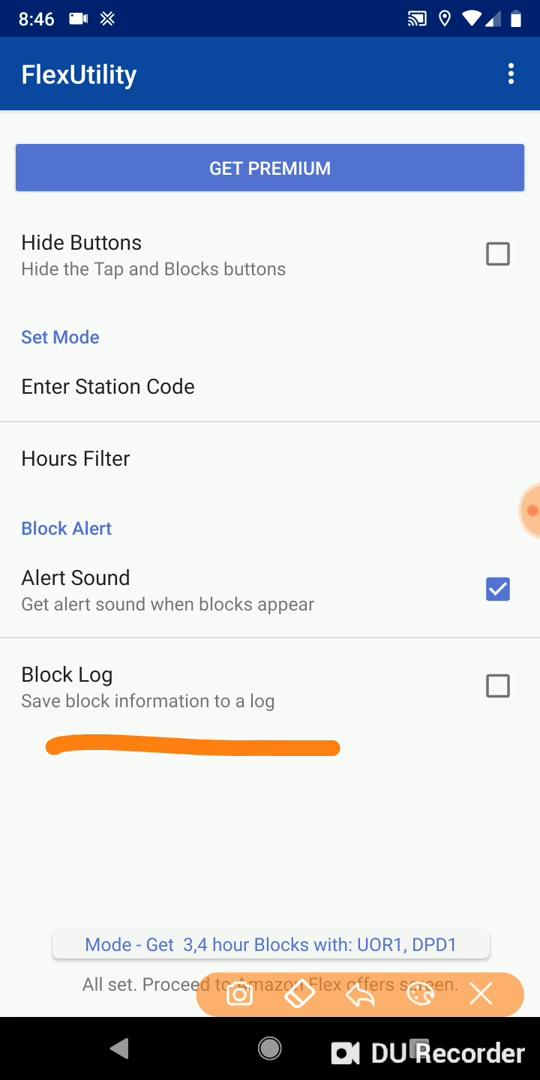 8:46
FlexUtility
GET PREMIUM
Hide Buttons
Hide the Tap and Blocks buttons
Set Mode
Enter Station Code
Hours Filter
Block Alert
Alert Sound
Get alert sound when blocks appear
Block Log
Save block information to a log
Mode - Get 3,4 hour Blocks with: UOR1, DPD1
All set. Proceed to Amazon Flex offers screen.
DU Recorder